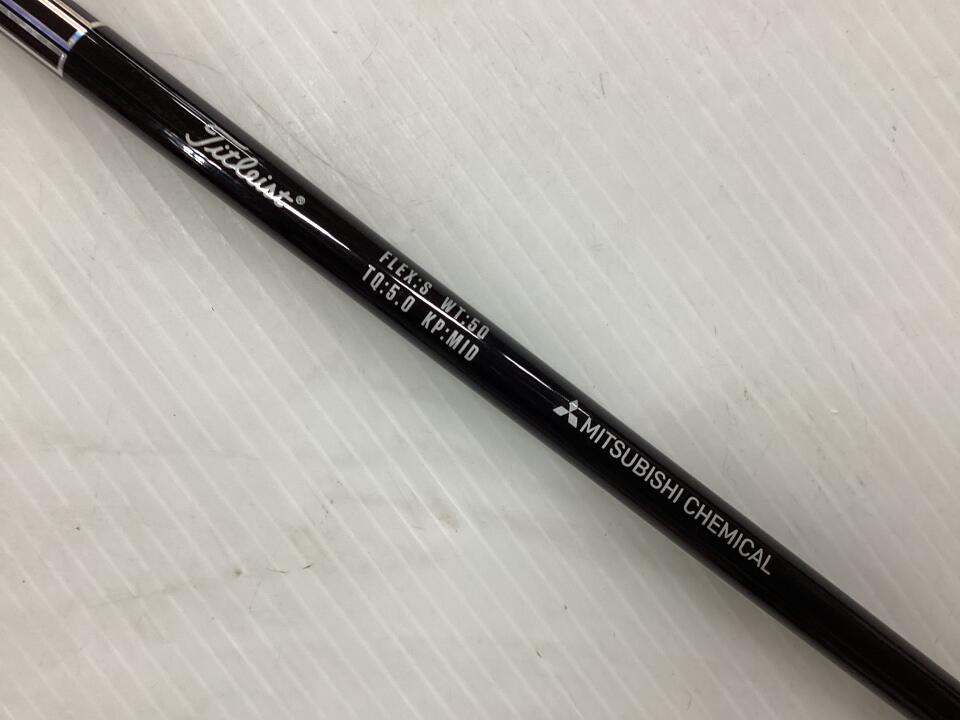 Titleist®
FLEX:S WT:50
TQ:5.0 KP:MID
MITSUBISHI CHEMICAL